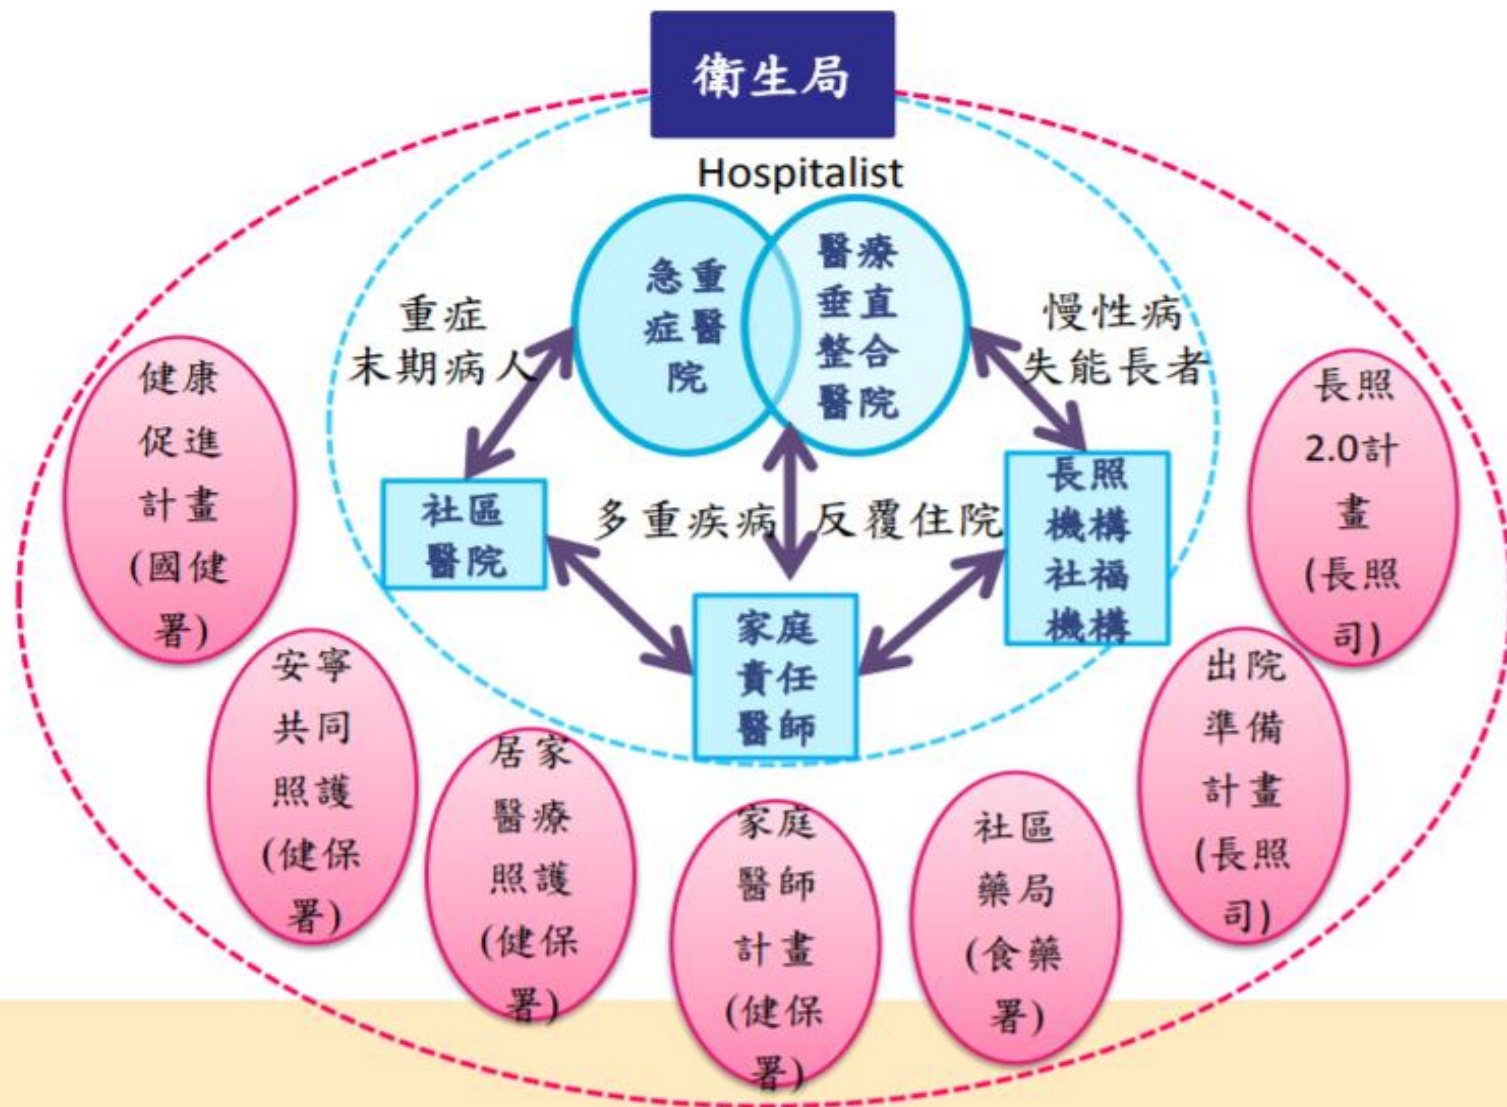 衛生局
Hospitalist
急重
症醫
院
醫療
垂直
整合
醫院
重症
末期病人
慢性病
失能長者
社區
醫院
多重疾病
反覆住院
長照
機構
社福
機構
家庭
責任
醫師
健康
促進
計畫
(國健
署)
安寧
共同
照護
(健保
署)
居家
醫療
照護
(健保
署)
家庭
醫師
計畫
(健保
署)
社區
藥局
(食藥
署)
出院
準備
計畫
(長照
司)
長照
2.0計
畫
(長照
司)